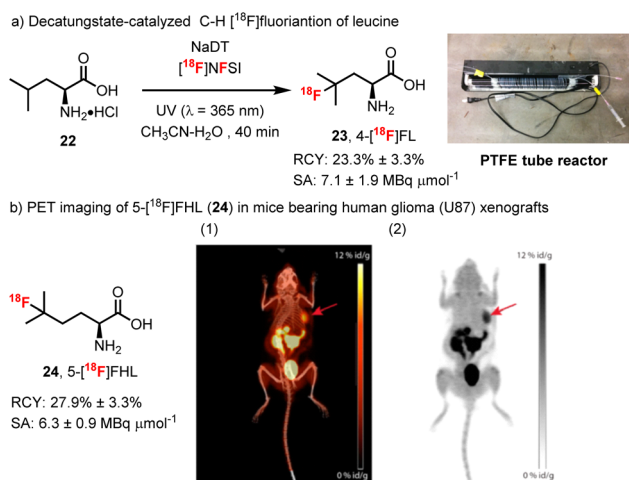 a) Decatungstate-catalyzed C-H [¹⁸F]fluoriantion of leucine
NaDT
[¹⁸F]NFSI
UV (λ = 365 nm)
CH₃CN-H₂O , 40 min
O
OH
NH₂•HCl
22
¹⁸F
O
OH
NH₂
23, 4-[¹⁸F]FL
RCY: 23.3% ± 3.3%
SA: 7.1 ± 1.9 MBq μmol⁻¹
PTFE tube reactor
b) PET imaging of 5-[¹⁸F]FHL (24) in mice bearing human glioma (U87) xenografts
(1)
(2)
¹⁸F
O
OH
NH₂
24, 5-[¹⁸F]FHL
RCY: 27.9% ± 3.3%
SA: 6.3 ± 0.9 MBq μmol⁻¹
12 % id/g
0 % id/g
12 % id/g
0 % id/g